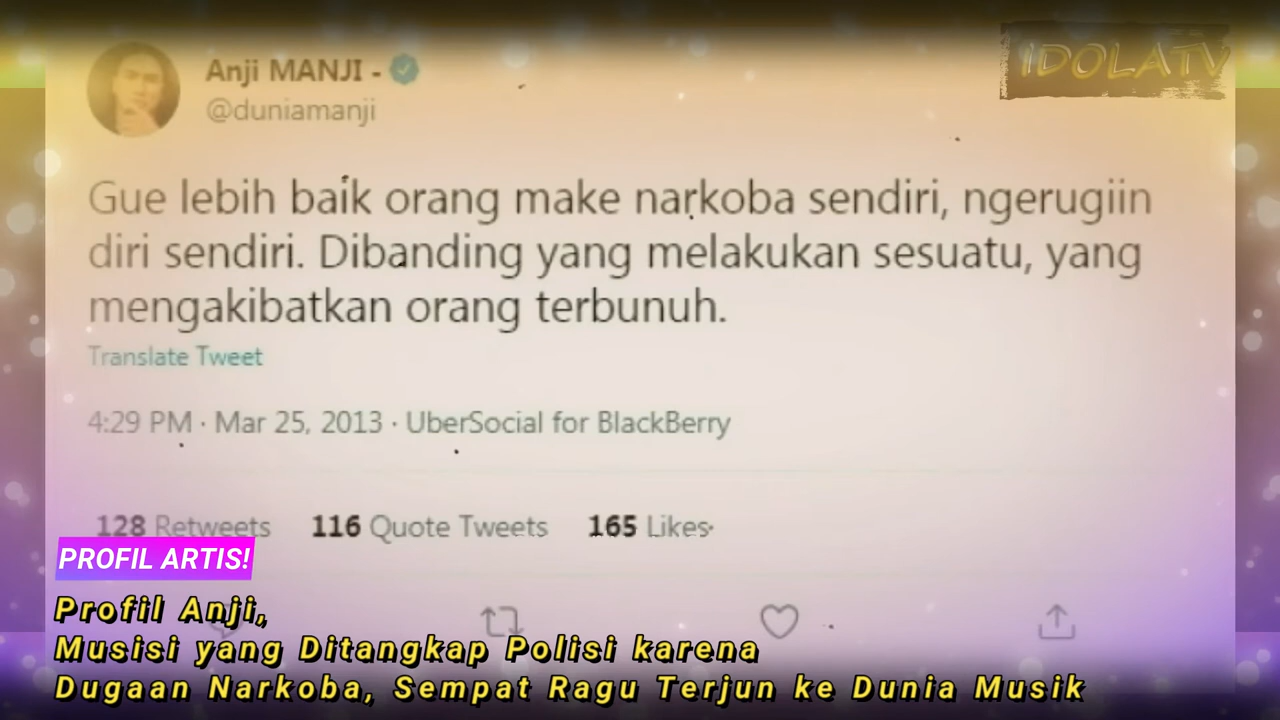 IDOLATV
Anji MANJI -
@duniamanji
Gue lebih baik orang make narkoba sendiri, ngerugiin
diri sendiri. Dibanding yang melakukan sesuatu, yang
mengakibatkan orang terbunuh.
Translate Tweet
4:29 PM · Mar 25, 2013 · UberSocial for BlackBerry
128 Retweets 116 Quote Tweets 165 Likes
PROFIL ARTIS!
Profil Anji,
Musisi yang Ditangkap Polisi karena
Dugaan Narkoba, Sempat Ragu Terjun ke Dunia Musik